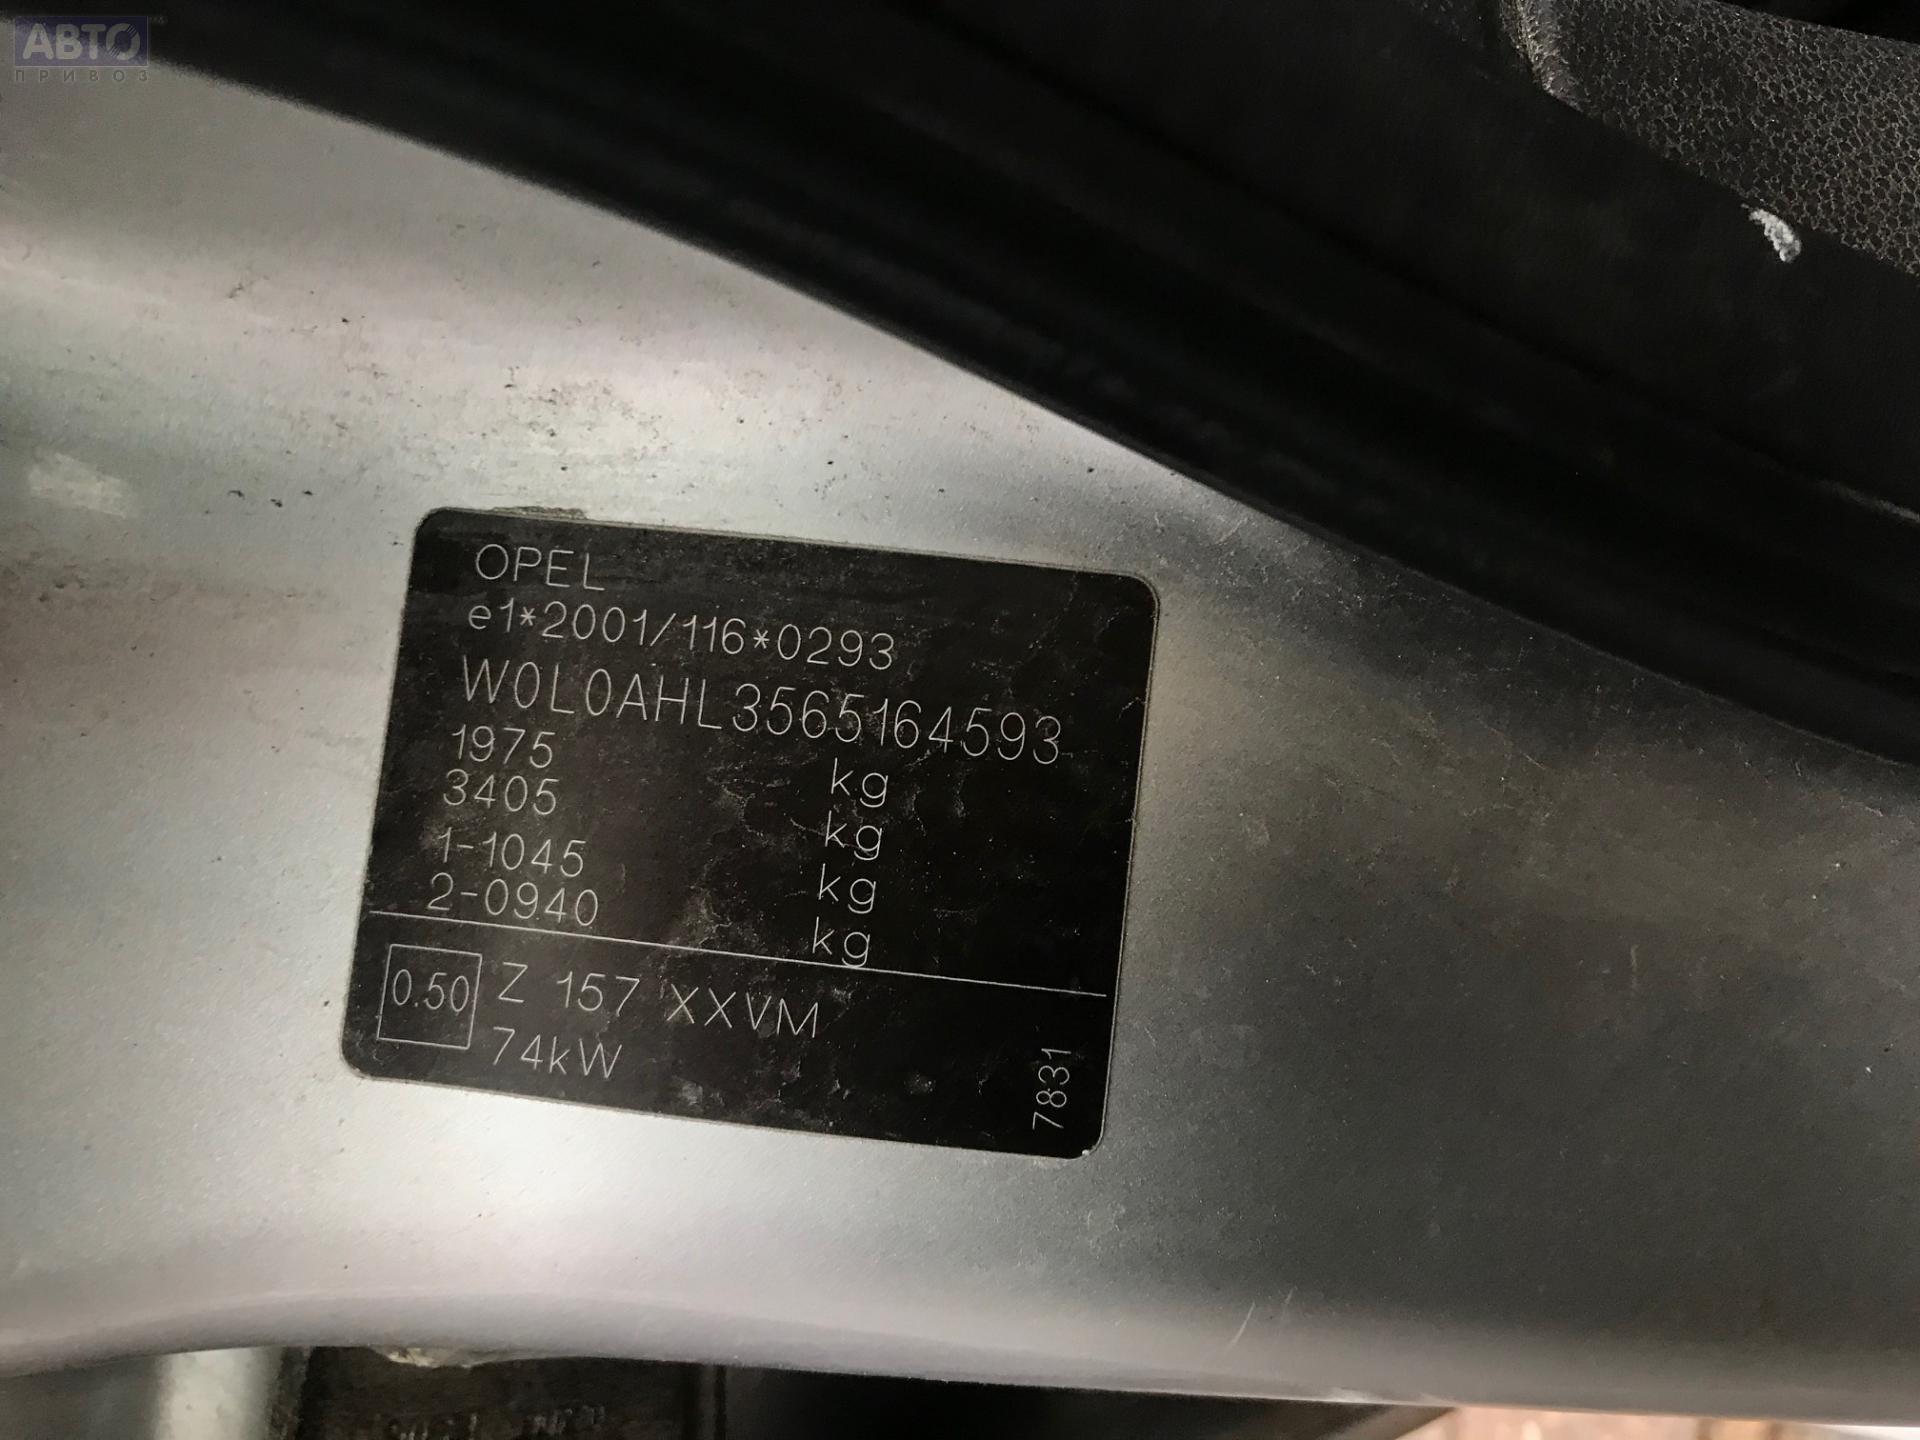 АВТО
ПРИВОЗ
OPEL
e1*2001/116*0293
W0L0AHL3565164593
1975 kg
3405 kg
1-1045 kg
2-0940 kg
0.50 Z 157 XXVM
74kW
7831